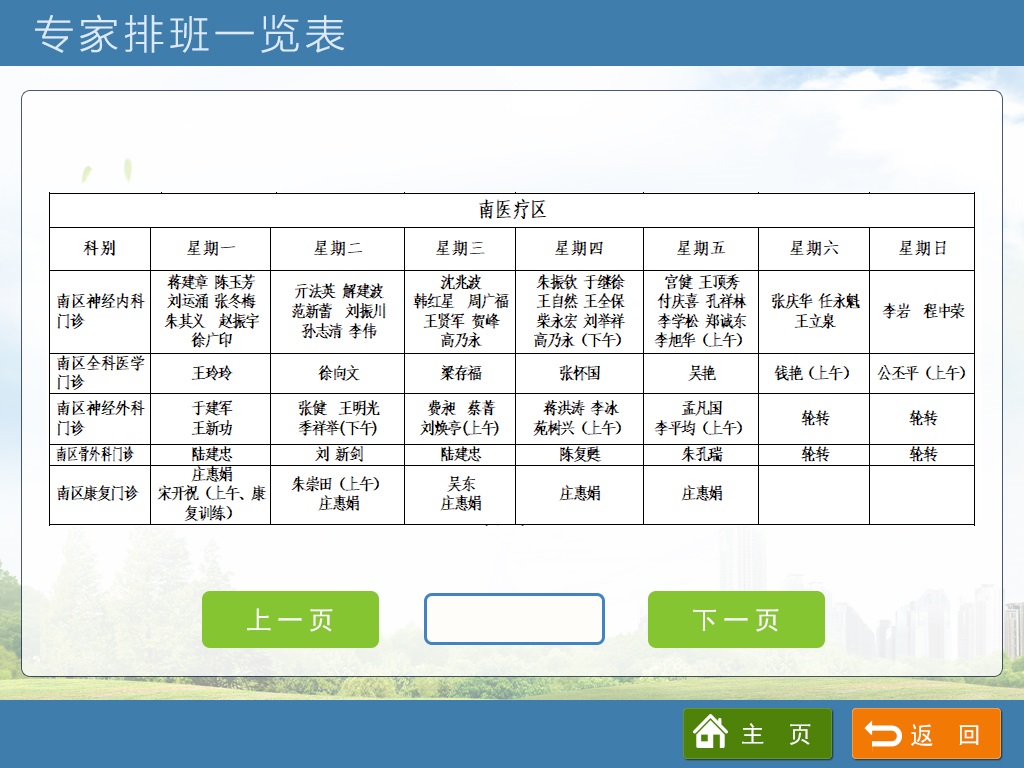 专家排班一览表
南医疗区
科别 星期一 星期二 星期三 星期四 星期五 星期六 星期日
南区神经内科门诊
蒋建章 陈玉芳
刘运涌 张冬梅
朱其义 赵振宇
徐广印
亓法英 解建波
范新蕾 刘振川
孙志清 李伟
沈兆波
韩红星 周广福
王贤军 贺峰
高乃永
朱振钦 于继徐
王自然 王全保
柴永宏 刘举祥
高乃永（下午）
宫健 王顶秀
付庆喜 孔祥林
李学松 郑诚东
李旭华（上午）
张庆华 任永魁
王立泉
李岩 程中荣
南区全科医学门诊
王玲玲
徐向文
梁存福
张怀国
吴艳
钱艳（上午）
公丕平（上午）
南区神经外科门诊
于建军
王新功
张健 王明光
季祥举(下午)
费昶 蔡菁
刘焕亭(上午)
蒋洪涛 李冰
苑树兴（上午）
孟凡国
李平均（上午）
轮转
轮转
南区骨外科门诊 陆建忠 刘 新剑 陆建忠 陈复甦 朱孔瑞 轮转 轮转
南区康复门诊
庄惠娟
宋开祝（上午、康
复训练）
朱崇田（上午）
庄惠娟
吴东
庄惠娟
庄惠娟
庄惠娟
上一页
下一页
主 页
返 回